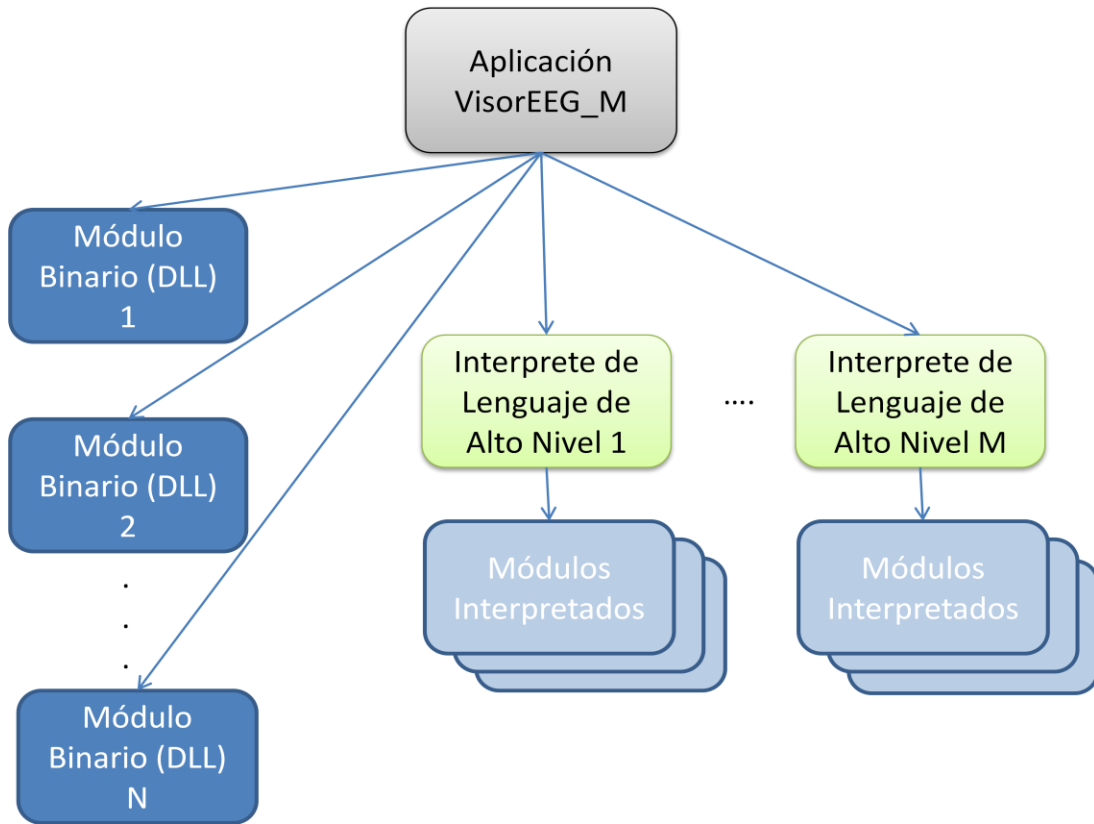 Aplicación
VisorEEG_M
Módulo
Binario (DLL)
1
Interprete de
Lenguaje de
Alto Nivel 1
....
Interprete de
Lenguaje de
Alto Nivel M
Módulo
Binario (DLL)
2
Módulos
Interpretados
Módulos
Interpretados
.
.
.
Módulo
Binario (DLL)
N